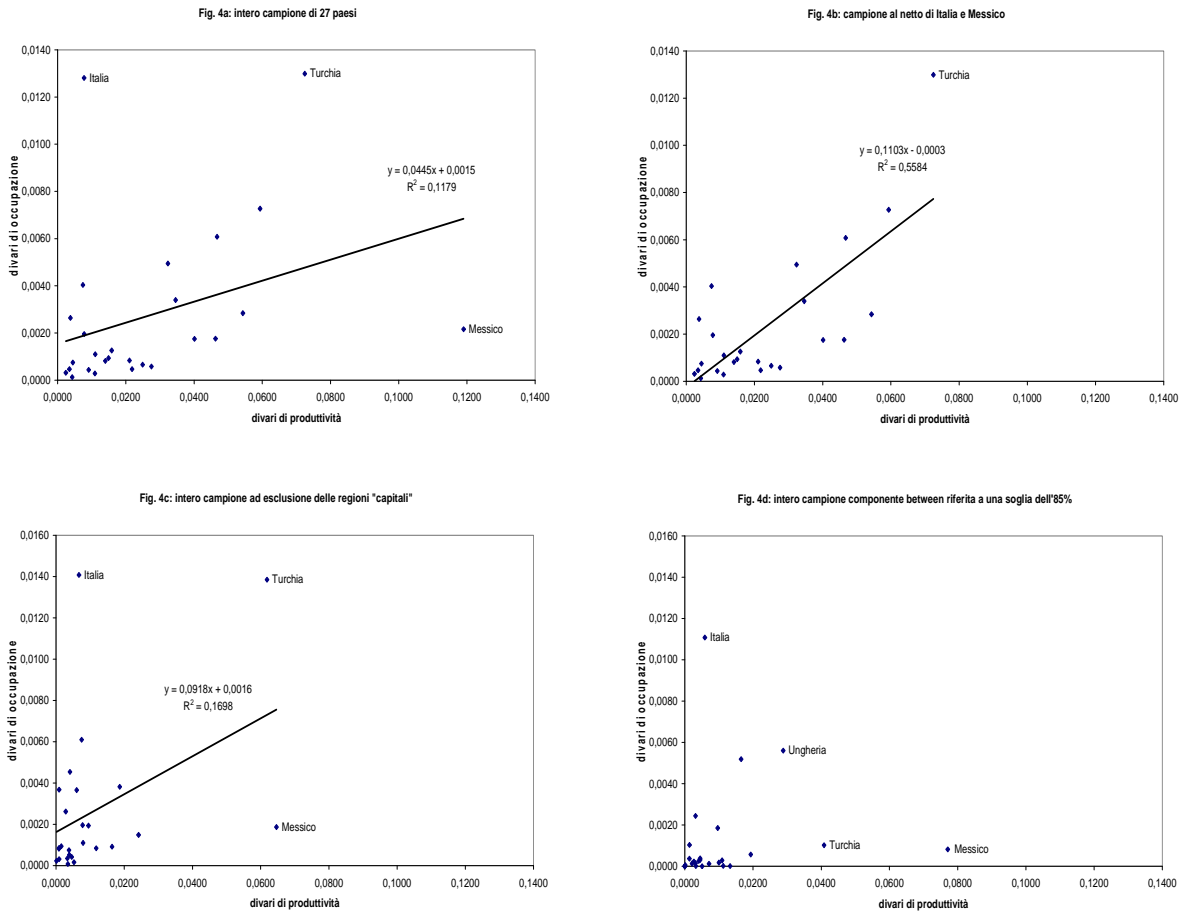 Fig. 4a: intero campione di 27 paesi
0,0140
0,0120
0,0100
0,0080
0,0060
0,0040
0,0020
0,0000
divari di occupazione
Italia
Turchia
y = 0,0445x + 0,0015
R² = 0,1179
Messico
0,0000 0,0200 0,0400 0,0600 0,0800 0,1000 0,1200 0,1400
divari di produttività
Fig. 4b: campione al netto di Italia e Messico
0,0140
0,0120
0,0100
0,0080
0,0060
0,0040
0,0020
0,0000
divari di occupazione
Turchia
y = 0,1103x - 0,0003
R² = 0,5584
0,0000 0,0200 0,0400 0,0600 0,0800 0,1000 0,1200 0,1400
divari di produttività
Fig. 4c: intero campione ad esclusione delle regioni "capitali"
0,0160
0,0140
0,0120
0,0100
0,0080
0,0060
0,0040
0,0020
0,0000
divari di occupazione
Italia
Turchia
y = 0,0918x + 0,0016
R² = 0,1698
Messico
0,0000 0,0200 0,0400 0,0600 0,0800 0,1000 0,1200 0,1400
divari di produttività
Fig. 4d: intero campione componente between riferita a una soglia dell'85%
0,0160
0,0140
0,0120
0,0100
0,0080
0,0060
0,0040
0,0020
0,0000
divari di occupazione
Italia
Ungheria
Turchia
Messico
0,0000 0,0200 0,0400 0,0600 0,0800 0,1000 0,1200 0,1400
divari di produttività